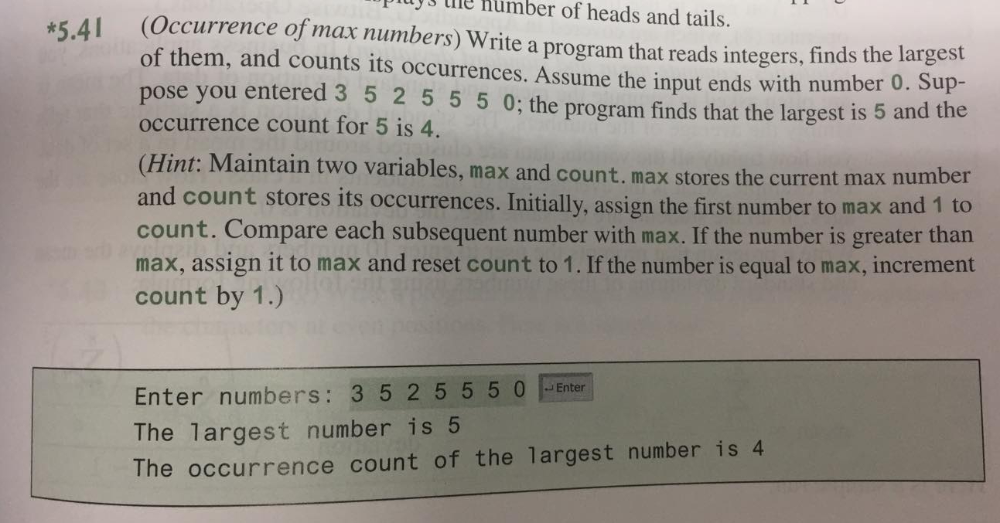 the number of heads and tails.
*5.41 (Occurrence of max numbers) Write a program that reads integers, finds the largest
of them, and counts its occurrences. Assume the input ends with number 0. Sup-
pose you entered 3 5 2 5 5 5 0; the program finds that the largest is 5 and the
occurrence count for 5 is 4.
(Hint: Maintain two variables, max and count. max stores the current max number
and count stores its occurrences. Initially, assign the first number to max and 1 to
count. Compare each subsequent number with max. If the number is greater than
max, assign it to max and reset count to 1. If the number is equal to max, increment
count by 1.)
Enter numbers: 3 5 2 5 5 5 0 ↵Enter
The largest number is 5
The occurrence count of the largest number is 4